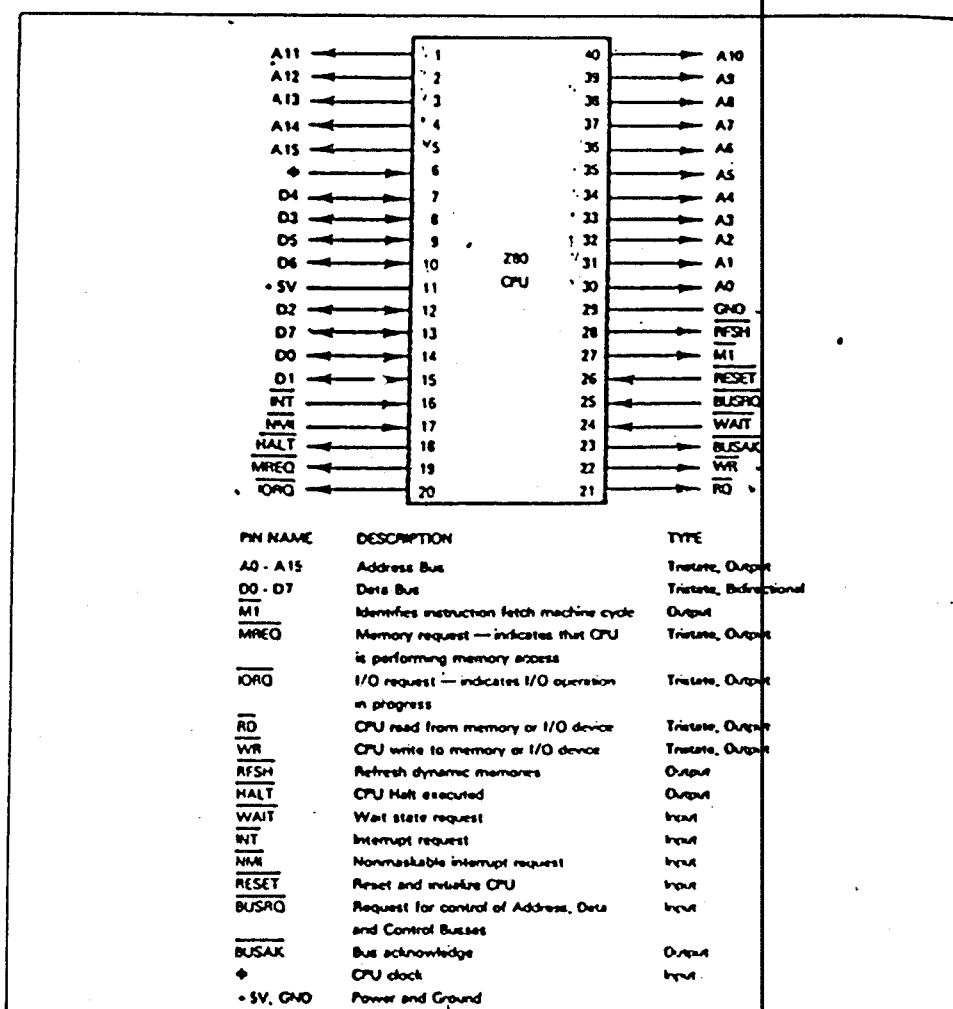 A11 1 40 A10
A12 2 39 A9
A13 3 38 A8
A14 4 37 A7
A15 5 36 A6
Φ 6 35 A5
D4 7 34 A4
D3 8 33 A3
D5 9 32 A2
D6 10 31 A1
+5V 11 30 A0
Z80
CPU
D2 12 29 GND
D7 13 28 RFSH
D0 14 27 M1
D1 15 26 RESET
INT 16 25 BUSRQ
NMI 17 24 WAIT
HALT 18 23 BUSAK
MREQ 19 22 WR
IORQ 20 21 RD
PIN NAME DESCRIPTION TYPE
A0 - A15 Address Bus Tristate, Output
D0 - D7 Data Bus Tristate, Bidirectional
M1 Identifies instruction fetch machine cycle Output
MREQ Memory request — indicates that CPU Tristate, Output
is performing memory access
IORQ I/O request — indicates I/O operation Tristate, Output
in progress
RD CPU read from memory or I/O device Tristate, Output
WR CPU write to memory or I/O device Tristate, Output
RFSH Refresh dynamic memories Output
HALT CPU Halt executed Output
WAIT Wait state request Input
INT Interrupt request Input
NMI Nonmaskable interrupt request Input
RESET Reset and initialize CPU Input
BUSRQ Request for control of Address, Data Input
and Control Busses
BUSAK Bus acknowledge Output
Φ CPU clock Input
+5V, GND Power and Ground